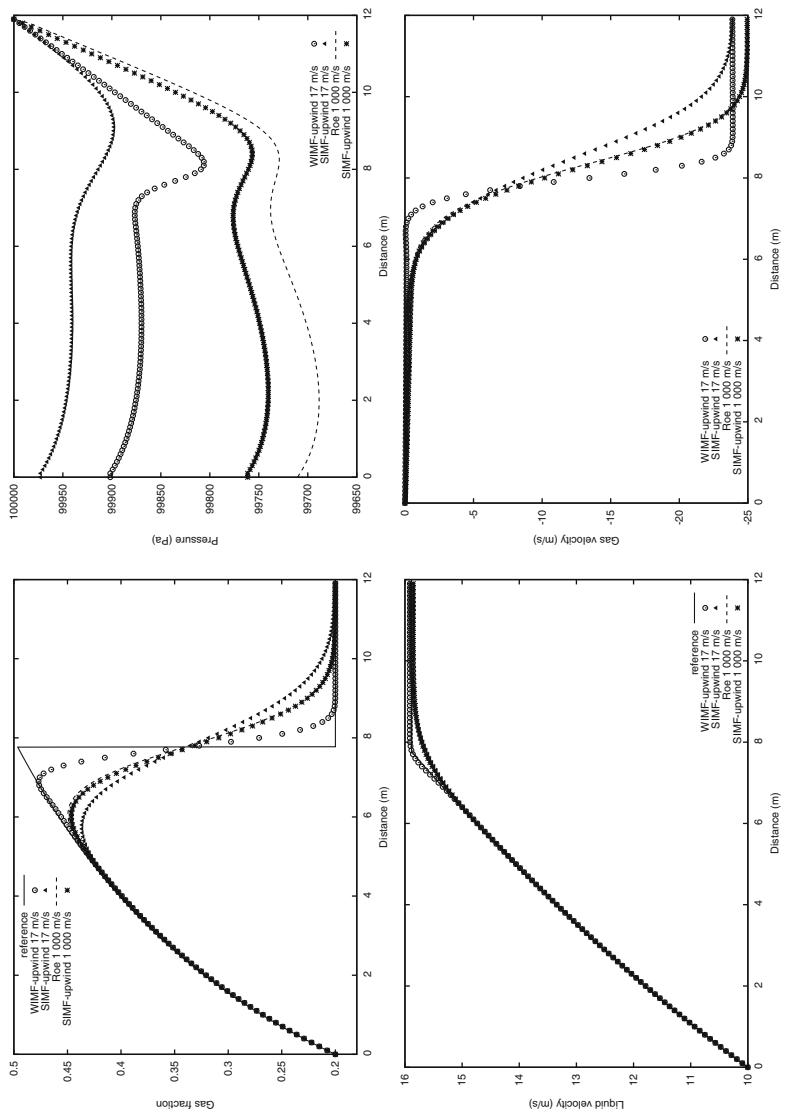 0.5
0.45
0.4
0.35
0.3
0.25
0.2
Gas fraction
reference
WIMF-upwind 17 m/s
SIMF-upwind 17 m/s
Roe 1 000 m/s
SIMF-upwind 1 000 m/s
0 2 4 6 8 10 12
Distance (m)
100000
99950
99900
99850
99800
99750
99700
99650
Pressure (Pa)
WIMF-upwind 17 m/s
SIMF-upwind 17 m/s
Roe 1 000 m/s
SIMF-upwind 1 000 m/s
0 2 4 6 8 10 12
Distance (m)
16
15
14
13
12
11
10
Liquid velocity (m/s)
reference
WIMF-upwind 17 m/s
SIMF-upwind 17 m/s
Roe 1 000 m/s
SIMF-upwind 1 000 m/s
0 2 4 6 8 10 12
Distance (m)
0
-5
-10
-15
-20
-25
Gas velocity (m/s)
WIMF-upwind 17 m/s
SIMF-upwind 17 m/s
Roe 1 000 m/s
SIMF-upwind 1 000 m/s
0 2 4 6 8 10 12
Distance (m)